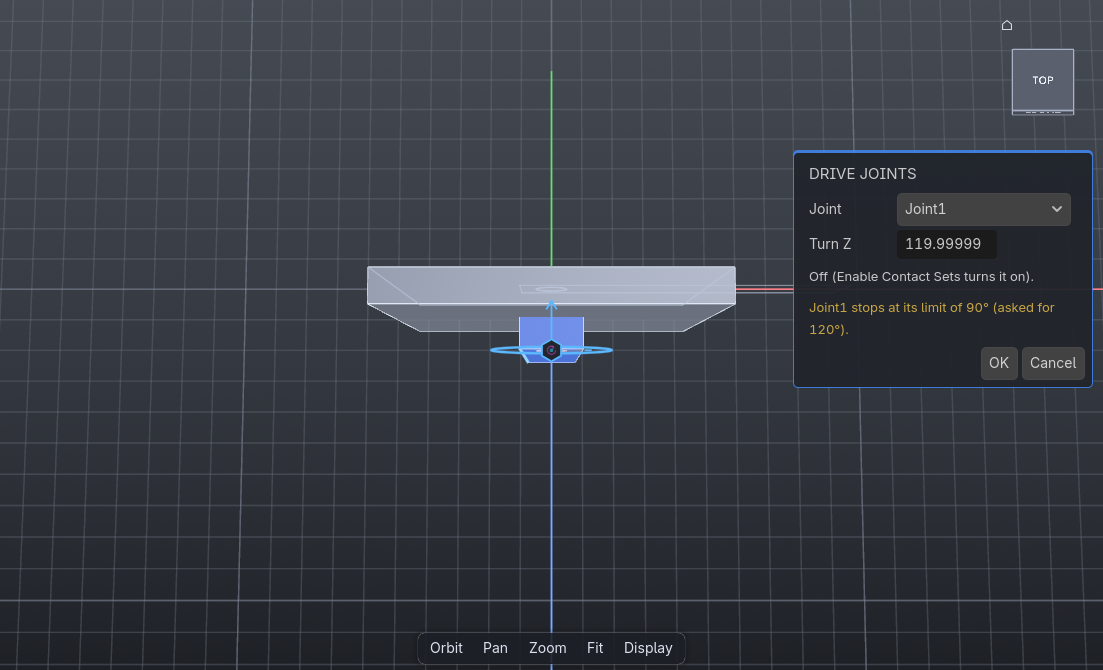 TOP
DRIVE JOINTS
Joint Joint1
Turn Z 119.99999
Off (Enable Contact Sets turns it on).
Joint1 stops at its limit of 90° (asked for
120°).
OK Cancel
Orbit Pan Zoom Fit Display